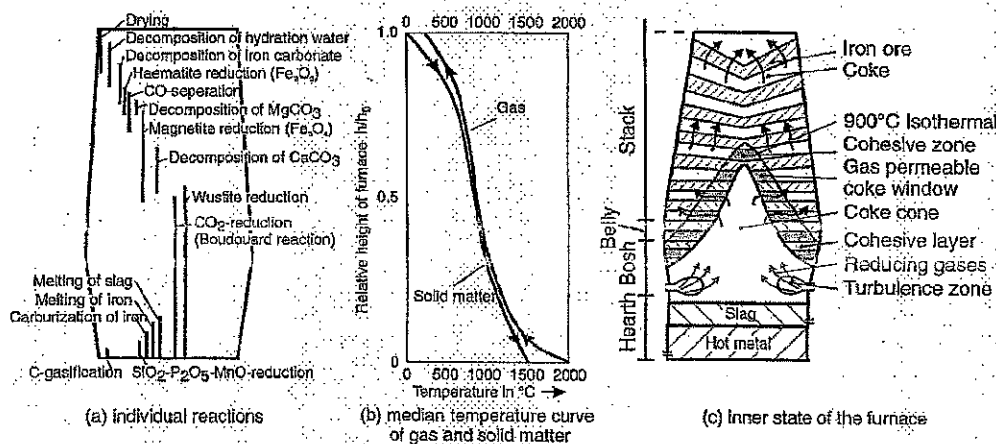 Drying
Decomposition of hydration water
Decomposition of iron carbonate
Haematite reduction (Fe₂O₃)
CO-seperation
Decomposition of MgCO3
Magnetite reduction (Fe₃O₄)
Decomposition of CaCO3
Wustite reduction
CO2-reduction
(Boudouard reaction)
Melting of slag
Melting of iron
Carburization of iron
C-gasification
SiO2-P2O5-MnO-reduction
(a) individual reactions
0 500 1000 1500 2000
1.0
0.5
0
Relative height of furnace h/h₀
Gas
Solid matter
0 500 1000 1500 2000
Temperature in °C
(b) median temperature curve
of gas and solid matter
Stack
Belly
Bosh
Hearth
Iron ore
Coke
900°C Isothermal
Cohesive zone
Gas permeable
coke window
Coke cone
Cohesive layer
Reducing gases
Turbulence zone
Slag
Hot metal
(c) Inner state of the furnace